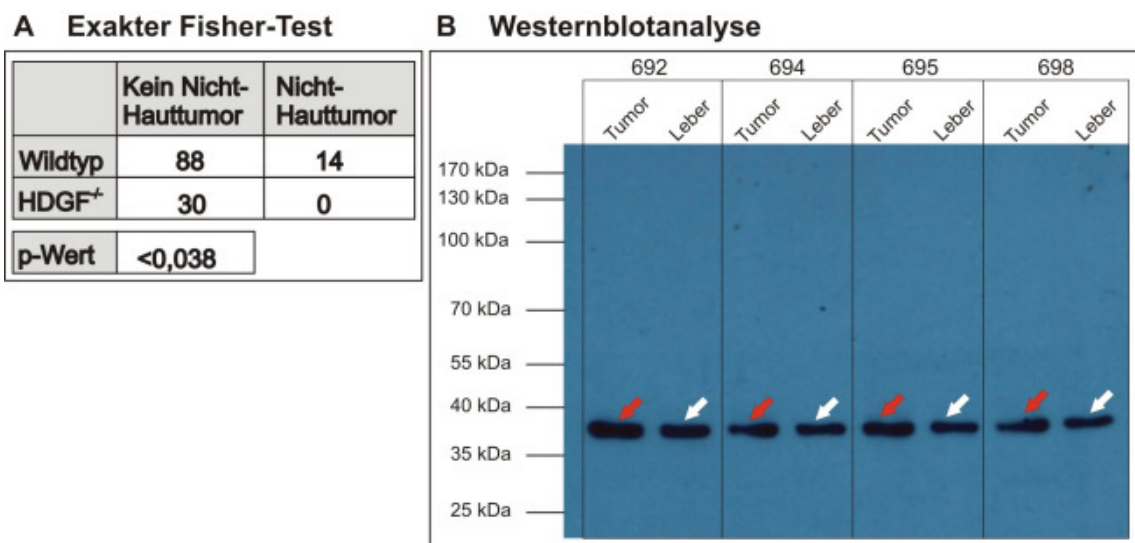 A Exakter Fisher-Test
Kein Nicht-
Hauttumor
Nicht-
Hauttumor
Wildtyp 88 14
HDGF-/- 30 0
p-Wert <0,038
B Westernblotanalyse
692 694 695 698
Tumor Leber Tumor Leber Tumor Leber Tumor Leber
170 kDa
130 kDa
100 kDa
70 kDa
55 kDa
40 kDa
35 kDa
25 kDa